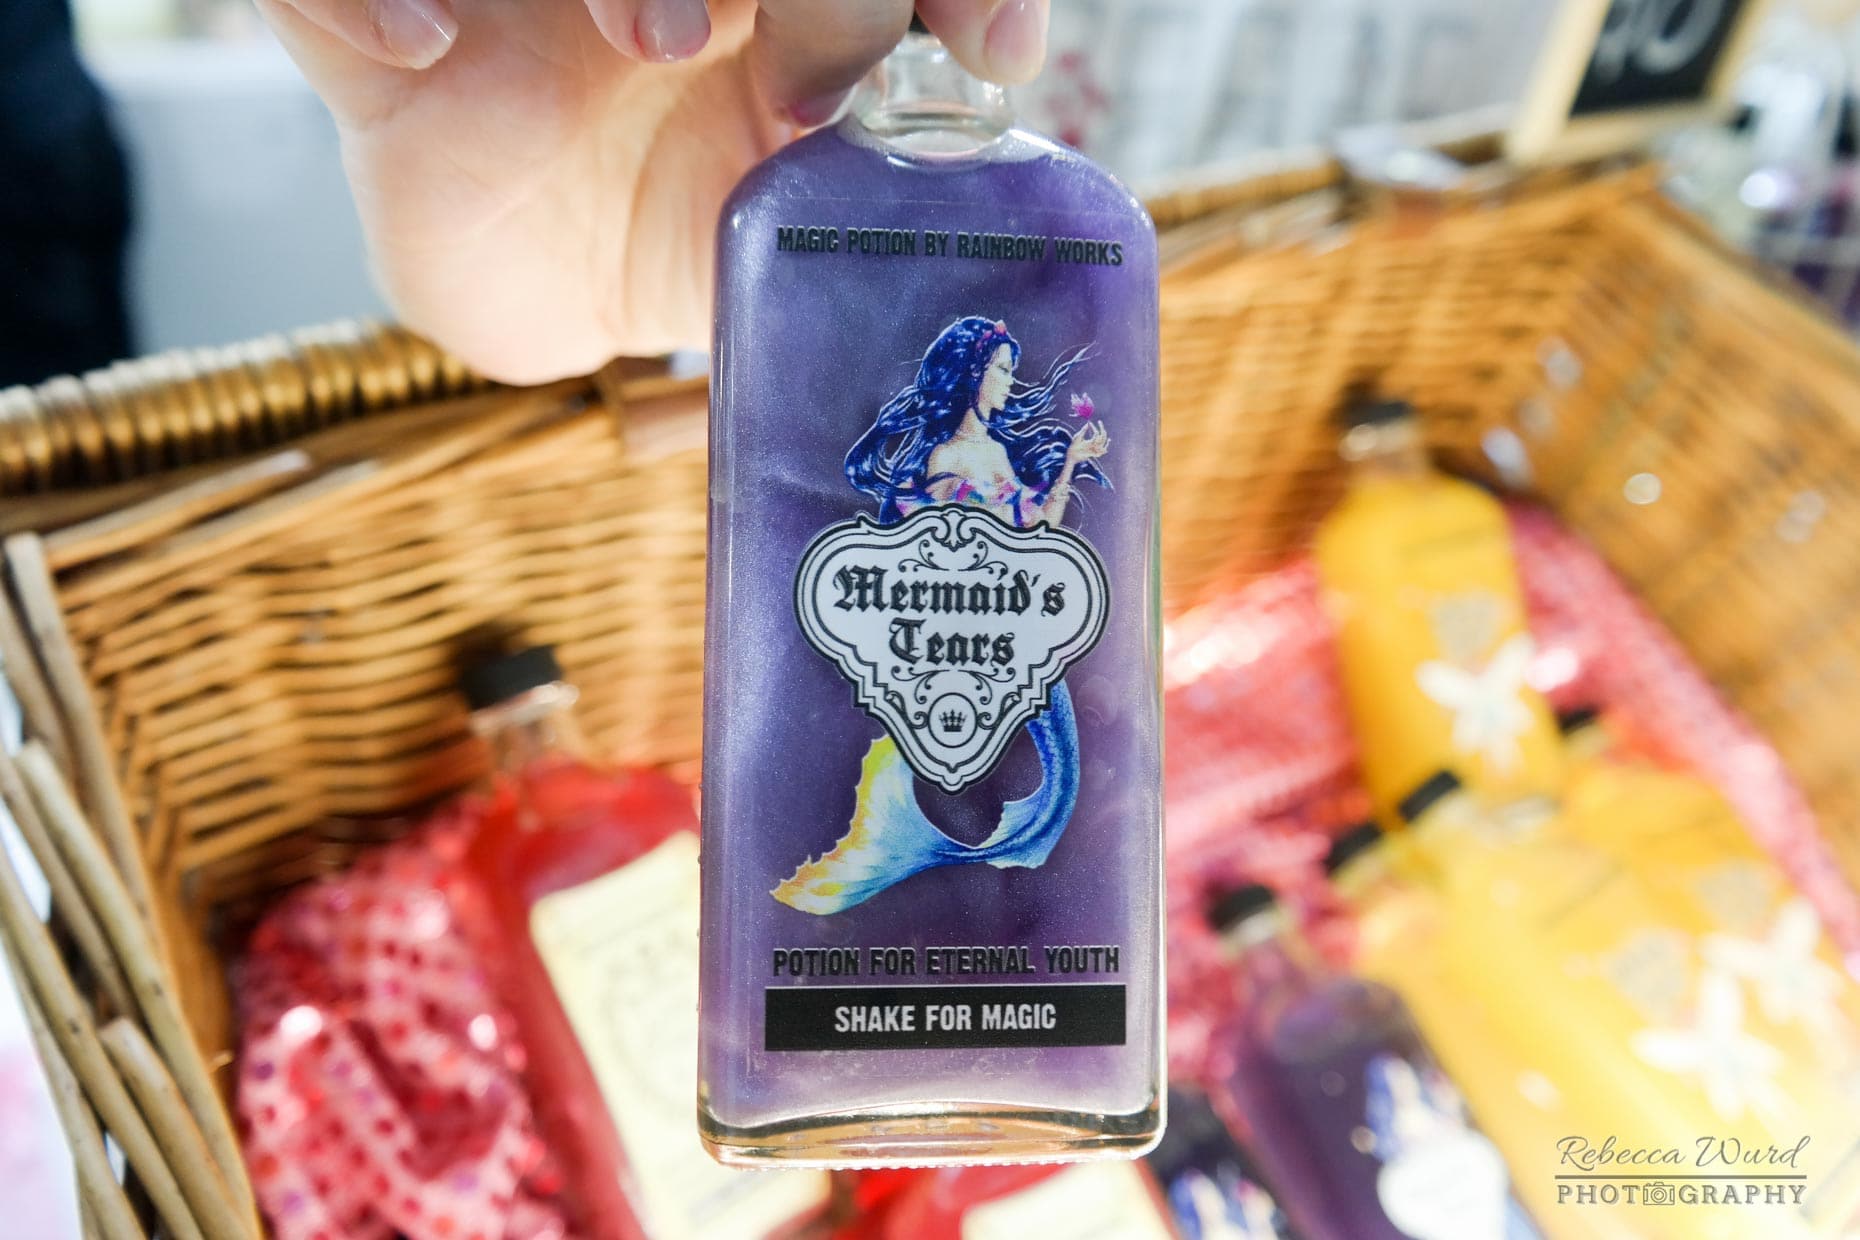 MAGIC POTION BY RAINBOW WORKS
Mermaid's
Tears
POTION FOR ETERNAL YOUTH
SHAKE FOR MAGIC
Rebecca Wurd
PHOTOGRAPHY